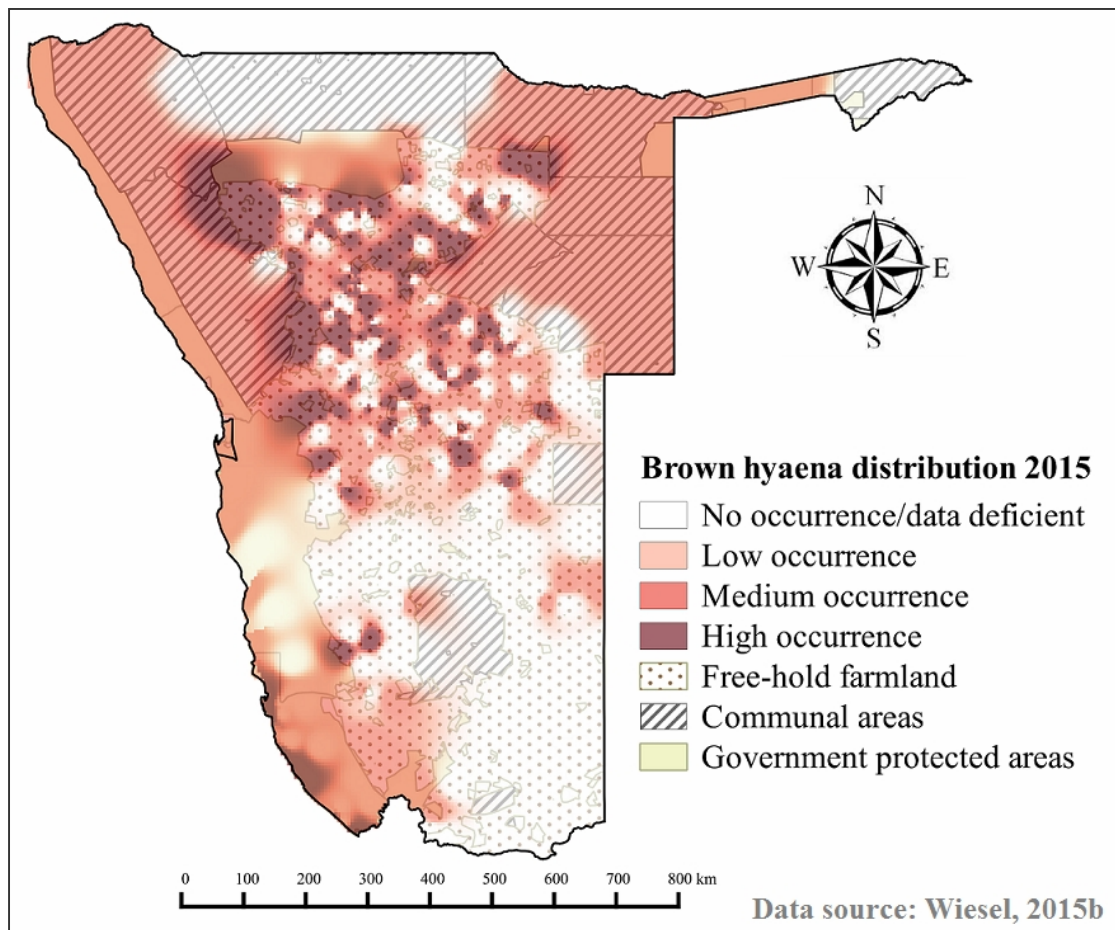 N
W E
S
Brown hyaena distribution 2015
No occurrence/data deficient
Low occurrence
Medium occurrence
High occurrence
Free-hold farmland
Communal areas
Government protected areas
0 100 200 300 400 500 600 700 800 km
Data source: Wiesel, 2015b